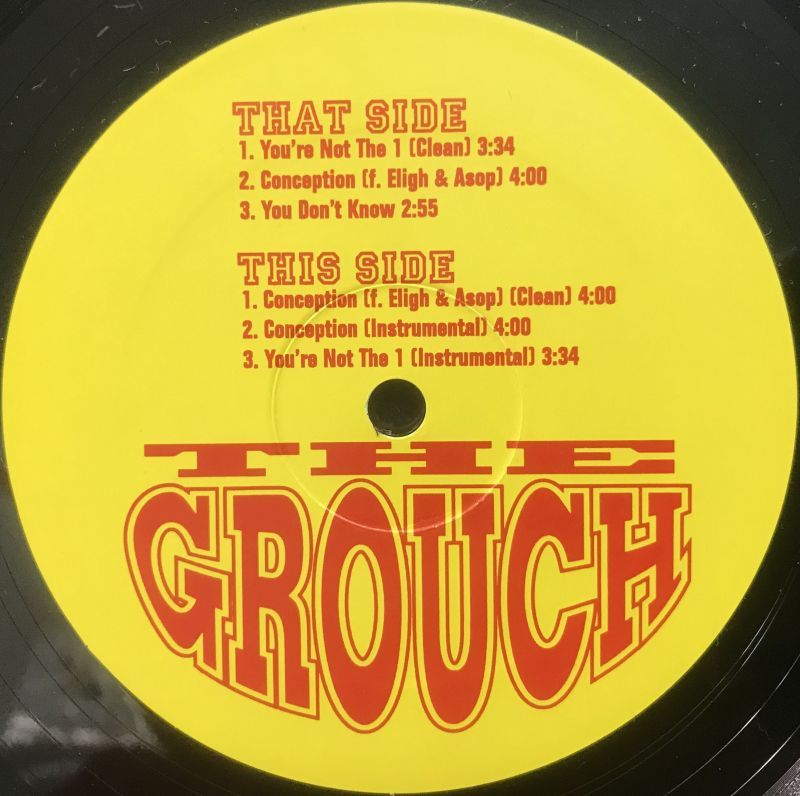 THAT SIDE
1. You're Not The 1 (Clean) 3:34
2. Conception (f. Eligh & Asop) 4:00
3. You Don't Know 2:55
THIS SIDE
1. Conception (f. Eligh & Asop) (Clean) 4:00
2. Conception (Instrumental) 4:00
3. You're Not The 1 (Instrumental) 3:34
THE
GROUCH